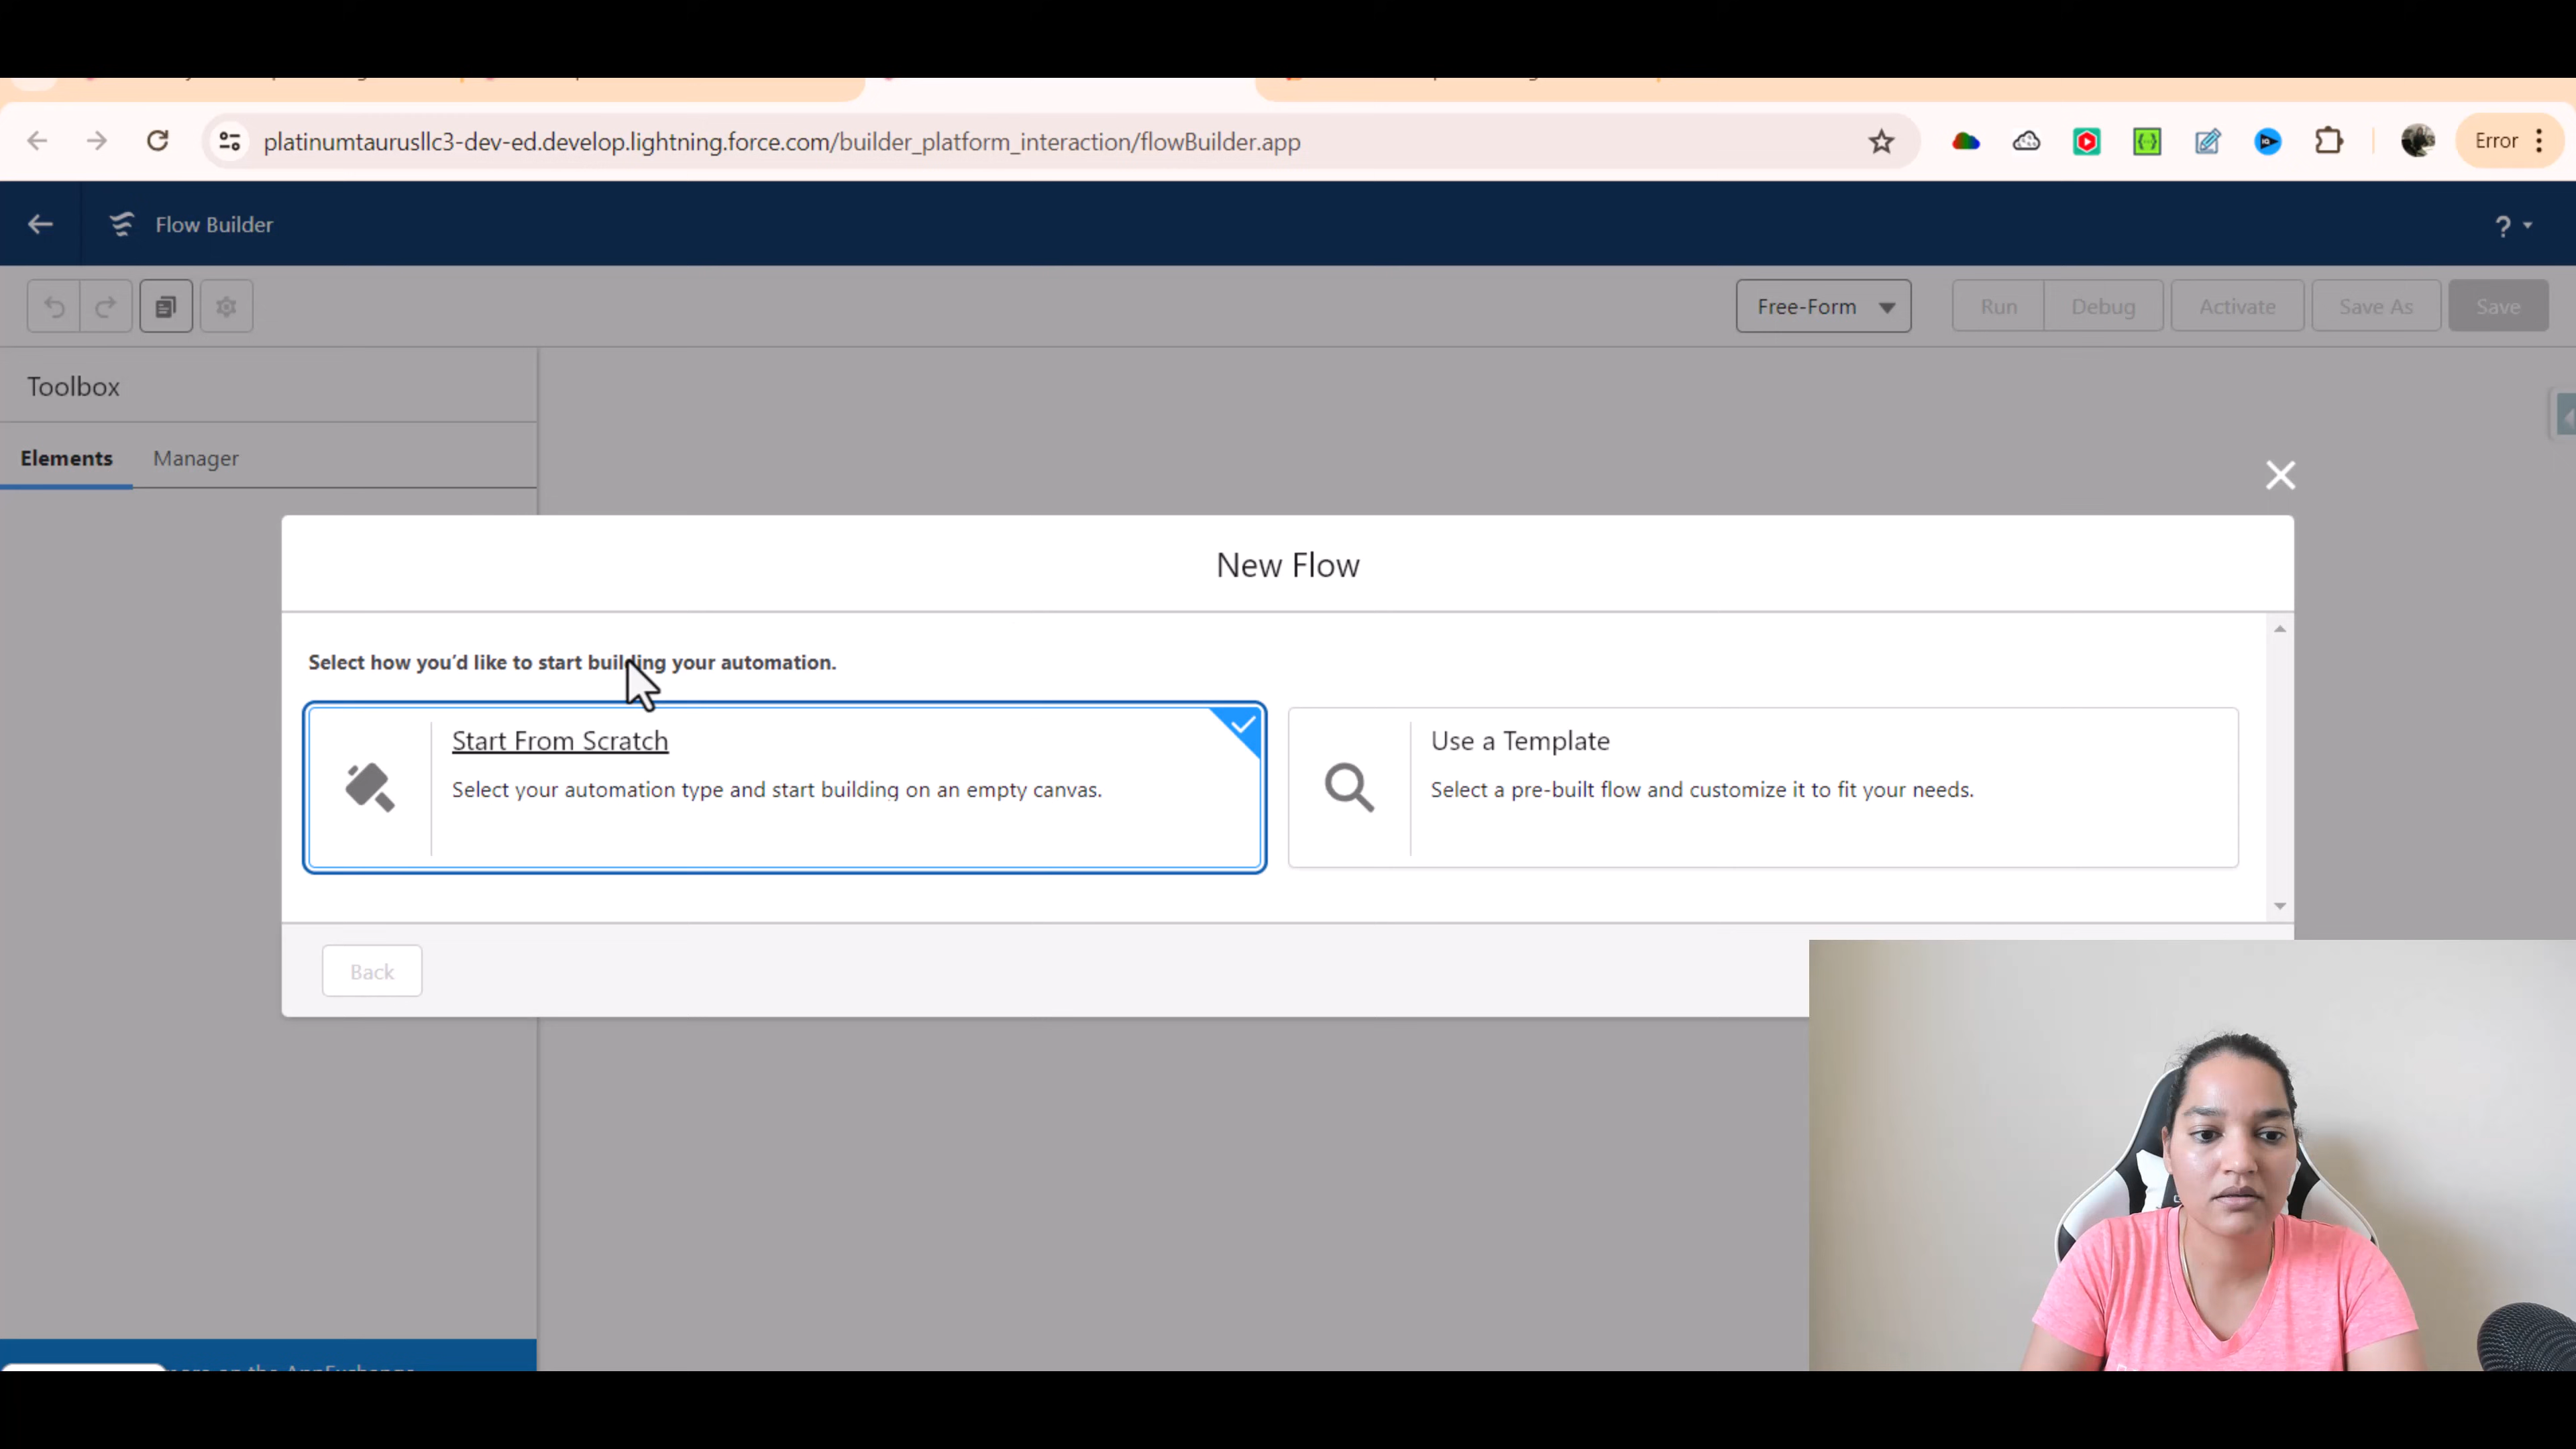 platinumtaurusllc3-dev-ed.develop.lightning.force.com/builder_platform_interaction/flowBuilder.app
Error
Flow Builder
?
Free-Form
Run
Debug
Activate
Save As
Save
Toolbox
Elements
Manager
New Flow
Select how you'd like to start building your automation.
Start From Scratch
Select your automation type and start building on an empty canvas.
Use a Template
Select a pre-built flow and customize it to fit your needs.
Back
on the AppExchange